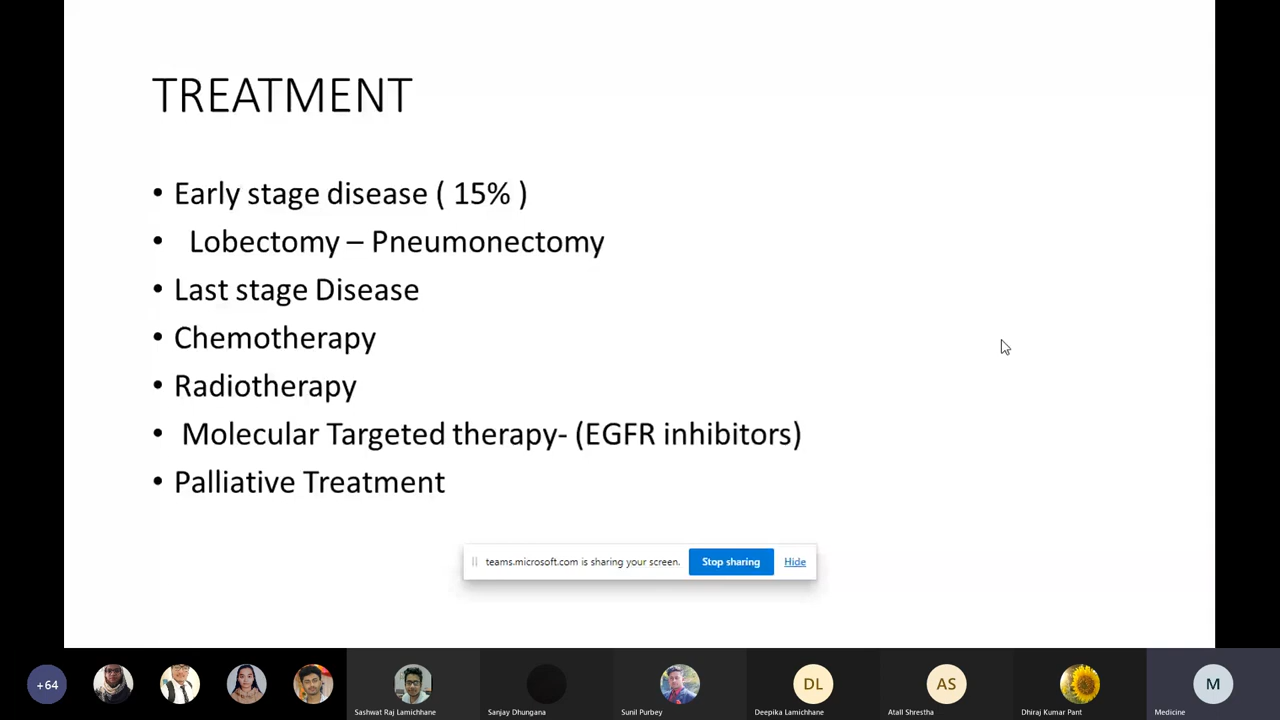 TREATMENT
• Early stage disease ( 15% )
• Lobectomy – Pneumonectomy
• Last stage Disease
• Chemotherapy
• Radiotherapy
• Molecular Targeted therapy- (EGFR inhibitors)
• Palliative Treatment
teams.microsoft.com is sharing your screen. Stop sharing Hide
+64 DL AS M
Sashwat Raj Lamichhane Sanjay Dhungana Sunil Purbey Deepika Lamichhane Atall Shrestha Dhiraj Kumar Pant Medicine